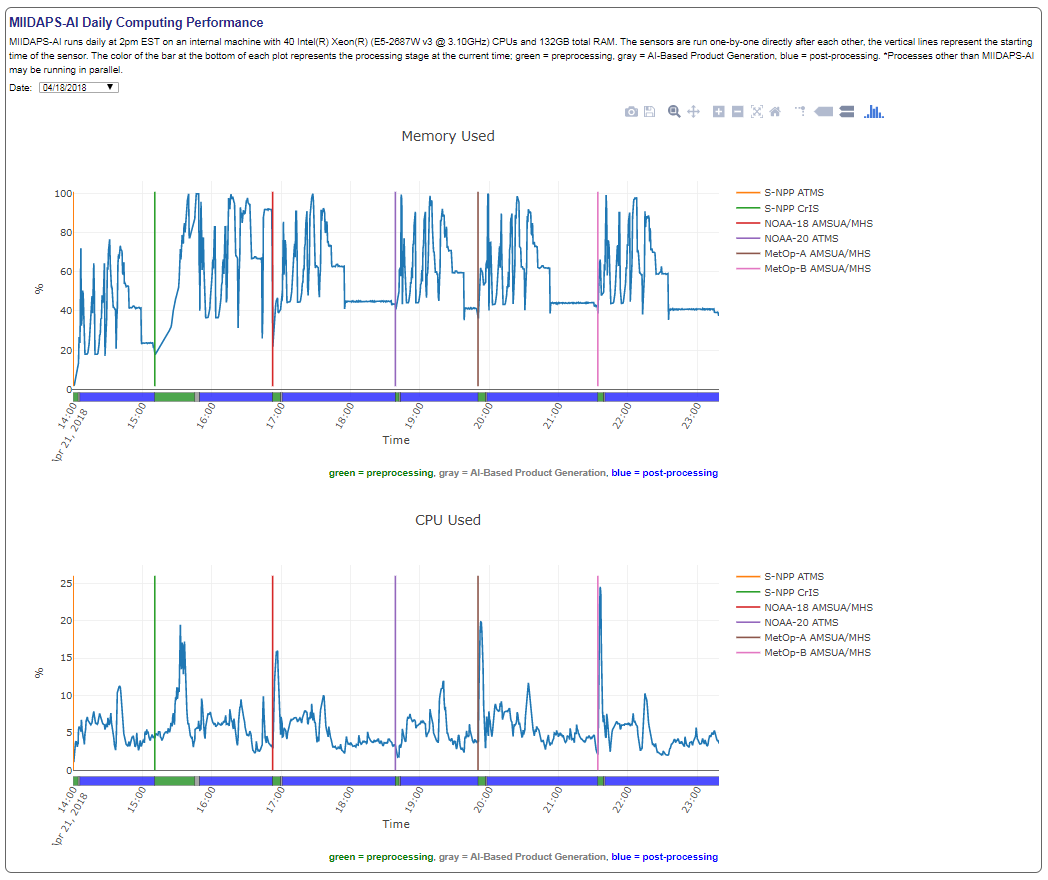 MIIDAPS-AI Daily Computing Performance
MIIDAPS-AI runs daily at 2pm EST on an internal machine with 40 Intel(R) Xeon(R) (E5-2687W v3 @ 3.10GHz) CPUs and 132GB total RAM. The sensors are run one-by-one directly after each other, the vertical lines represent the starting
time of the sensor. The color of the bar at the bottom of each plot represents the processing stage at the current time; green = preprocessing, gray = AI-Based Product Generation, blue = post-processing. *Processes other than MIIDAPS-AI
may be running in parallel.
Date: 04/18/2018
Memory Used
100
80
60
40
20
0
%
S-NPP ATMS
S-NPP CrIS
NOAA-18 AMSUA/MHS
NOAA-20 ATMS
MetOp-A AMSUA/MHS
MetOp-B AMSUA/MHS
14:00 15:00 16:00 17:00 18:00 19:00 20:00 21:00 22:00 23:00
pr 21, 2018
Time
green = preprocessing, gray = AI-Based Product Generation, blue = post-processing
CPU Used
25
20
15
10
5
0
%
S-NPP ATMS
S-NPP CrIS
NOAA-18 AMSUA/MHS
NOAA-20 ATMS
MetOp-A AMSUA/MHS
MetOp-B AMSUA/MHS
14:00 15:00 16:00 17:00 18:00 19:00 20:00 21:00 22:00 23:00
pr 21, 2018
Time
green = preprocessing, gray = AI-Based Product Generation, blue = post-processing